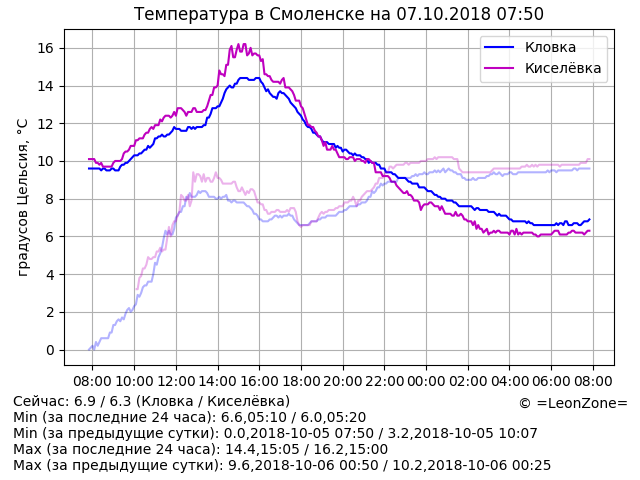 Температура в Смоленске на 07.10.2018 07:50
градусов Цельсия, °C
16
14
12
10
8
6
4
2
0
Кловка
Киселёвка
08:00 10:00 12:00 14:00 16:00 18:00 20:00 22:00 00:00 02:00 04:00 06:00 08:00
Сейчас: 6.9 / 6.3 (Кловка / Киселёвка)
© =LeonZone=
Min (за последние 24 часа): 6.6,05:10 / 6.0,05:20
Min (за предыдущие сутки): 0.0,2018-10-05 07:50 / 3.2,2018-10-05 10:07
Max (за последние 24 часа): 14.4,15:05 / 16.2,15:00
Max (за предыдущие сутки): 9.6,2018-10-06 00:50 / 10.2,2018-10-06 00:25